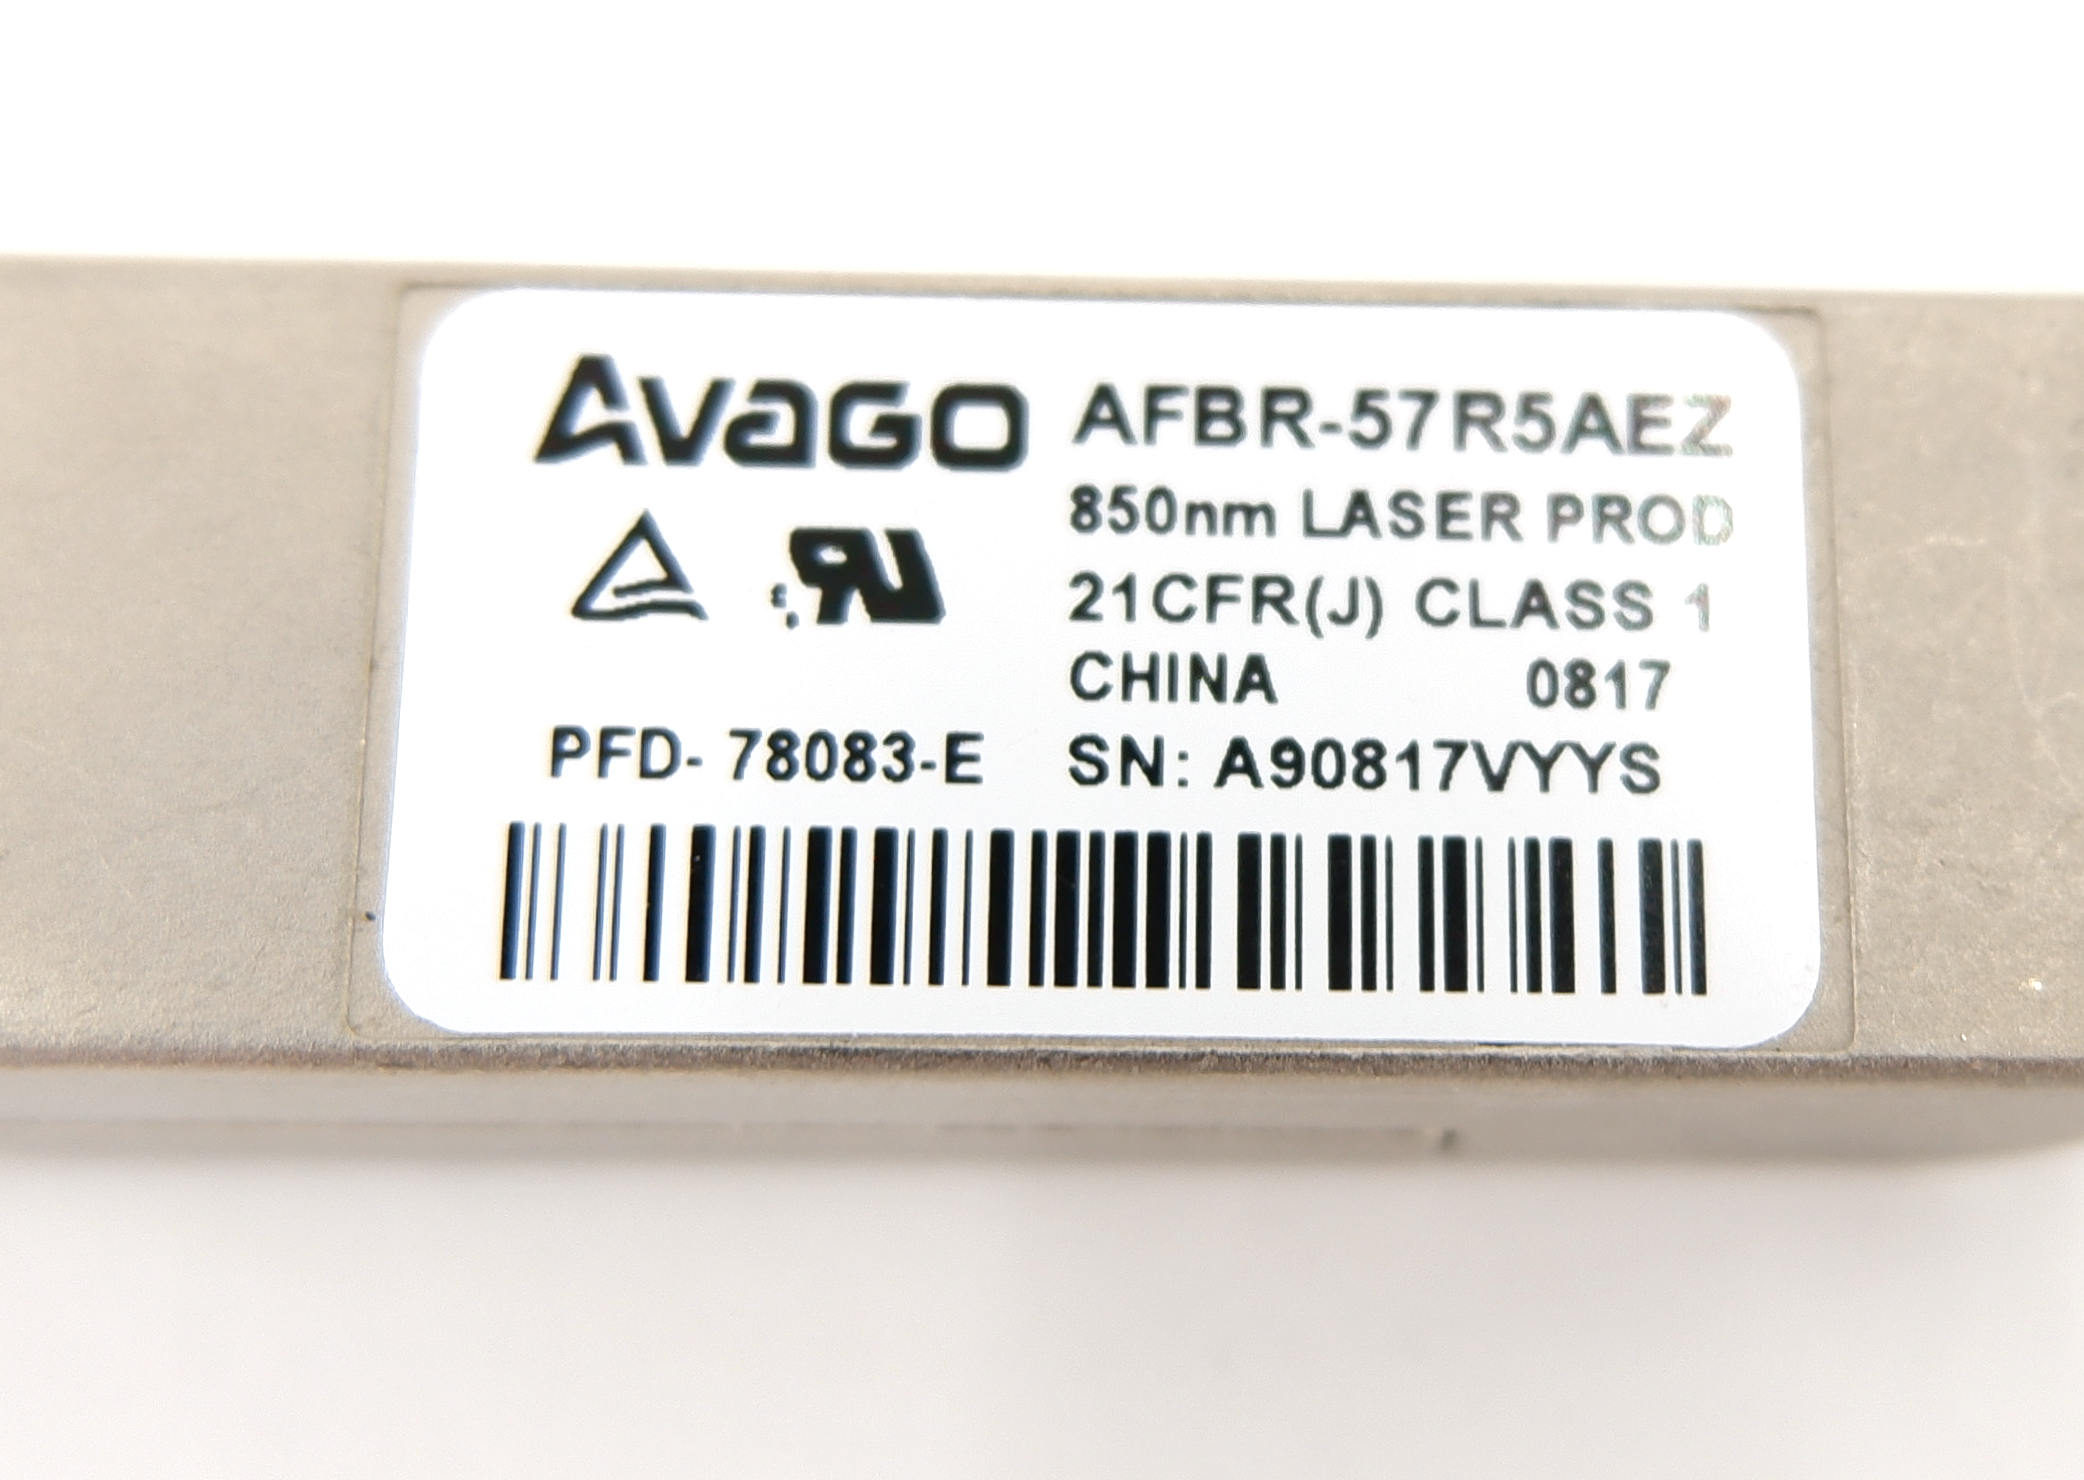 AVAGO AFBR-57R5AEZ
850nm LASER PROD
21CFR(J) CLASS 1
CHINA 0817
PFD- 78083-E SN: A90817VYYS